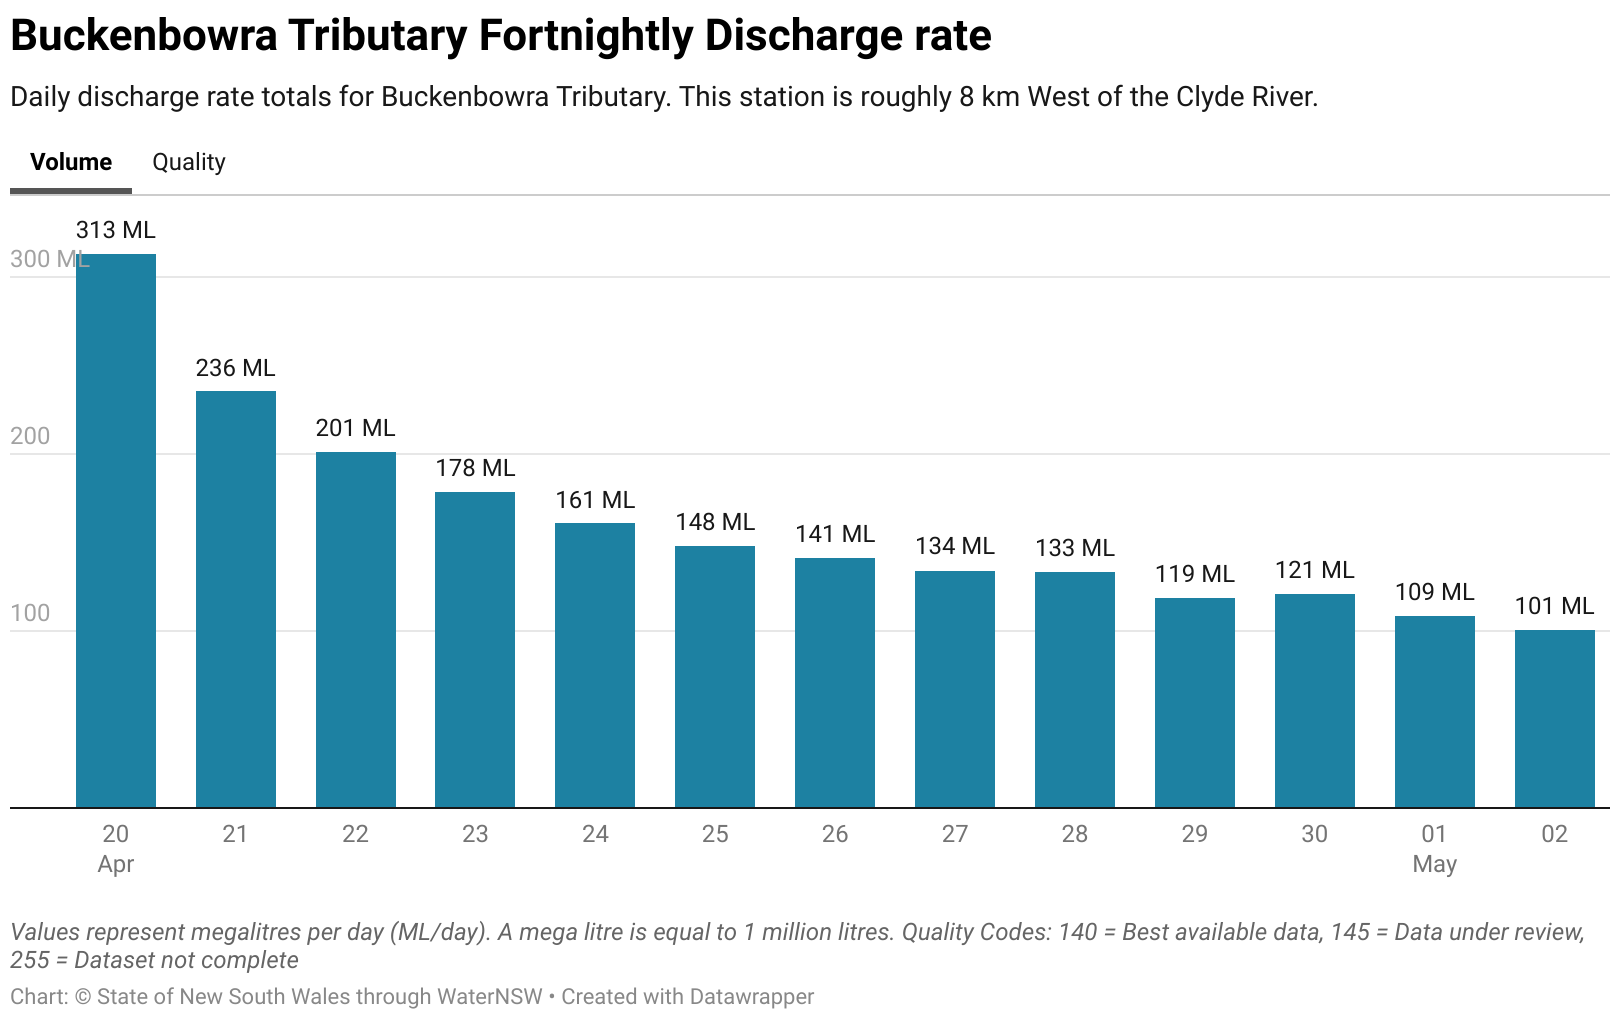 Buckenbowra Tributary Fortnightly Discharge rate
Daily discharge rate totals for Buckenbowra Tributary. This station is roughly 8 km West of the Clyde River.
Volume Quality
313 ML
300 ML
236 ML
201 ML
200
178 ML
161 ML
148 ML
141 ML
134 ML
133 ML
119 ML
121 ML
109 ML
101 ML
100
20 21 22 23 24 25 26 27 28 29 30 01 02
Apr May
Values represent megalitres per day (ML/day). A mega litre is equal to 1 million litres. Quality Codes: 140 = Best available data, 145 = Data under review,
255 = Dataset not complete
Chart: © State of New South Wales through WaterNSW • Created with Datawrapper